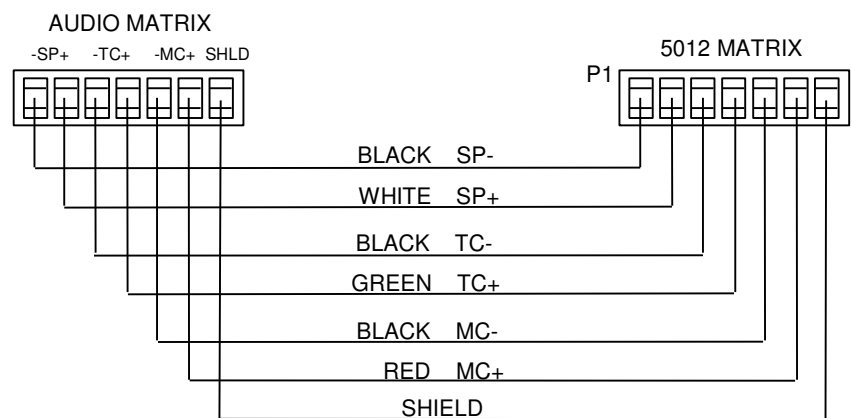 AUDIO MATRIX
-SP+ -TC+ -MC+ SHLD
5012 MATRIX
P1
BLACK SP-
WHITE SP+
BLACK TC-
GREEN TC+
BLACK MC-
RED MC+
SHIELD